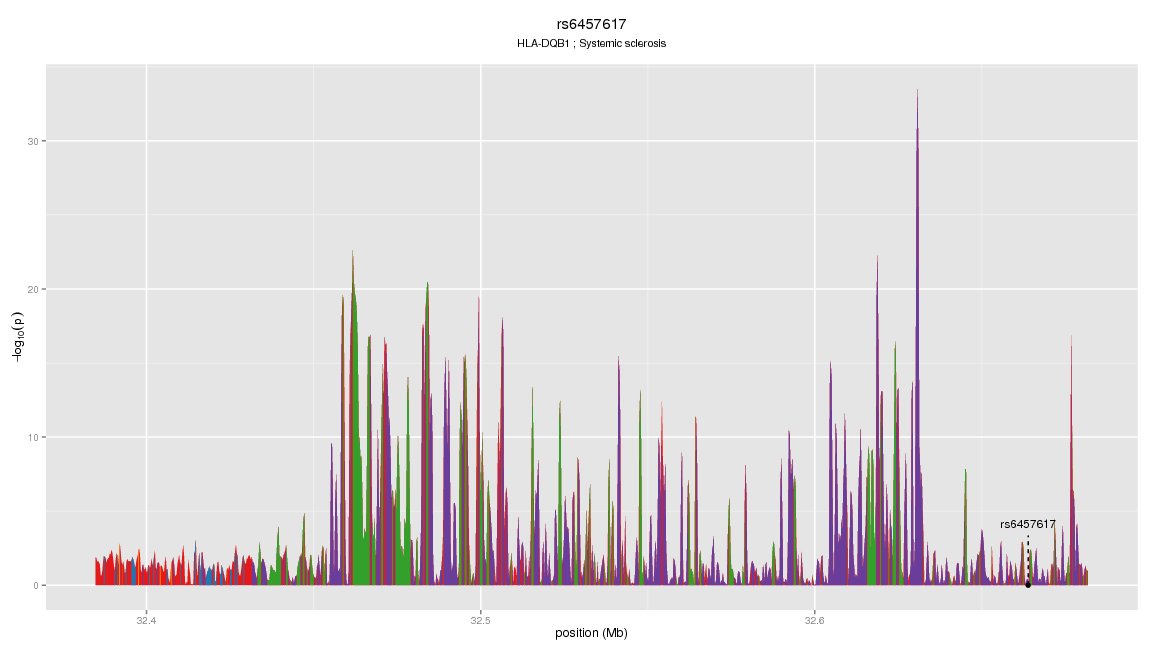 rs6457617
HLA-DQB1 ; Systemic sclerosis
30
20
10
0
−log10(p)
rs6457617
32.4
32.5
32.6
position (Mb)